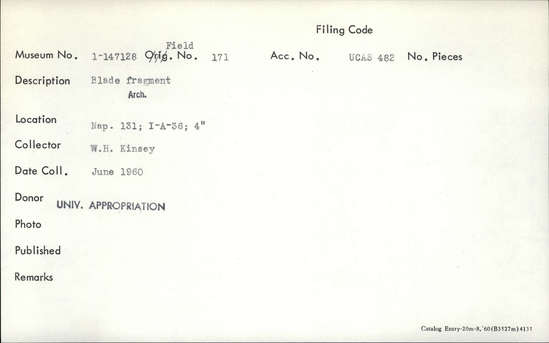 Filing Code
Field
Museum No. 1-147128 Orig. No. 171 Acc. No. UCAS 482 No. Pieces
Description Blade fragment
Arch.
Location Nap. 131; I-A-36; 4"
Collector W.H. Kinsey
Date Coll. June 1960
Donor UNIV. APPROPRIATION
Photo
Published
Remarks
Catalog Entry-20m-8,'60(B3527m)4131